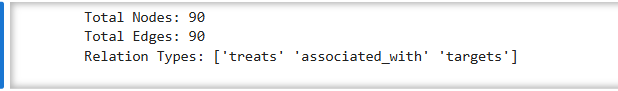 Total Nodes: 90
Total Edges: 90
Relation Types: ['treats' 'associated_with' 'targets']